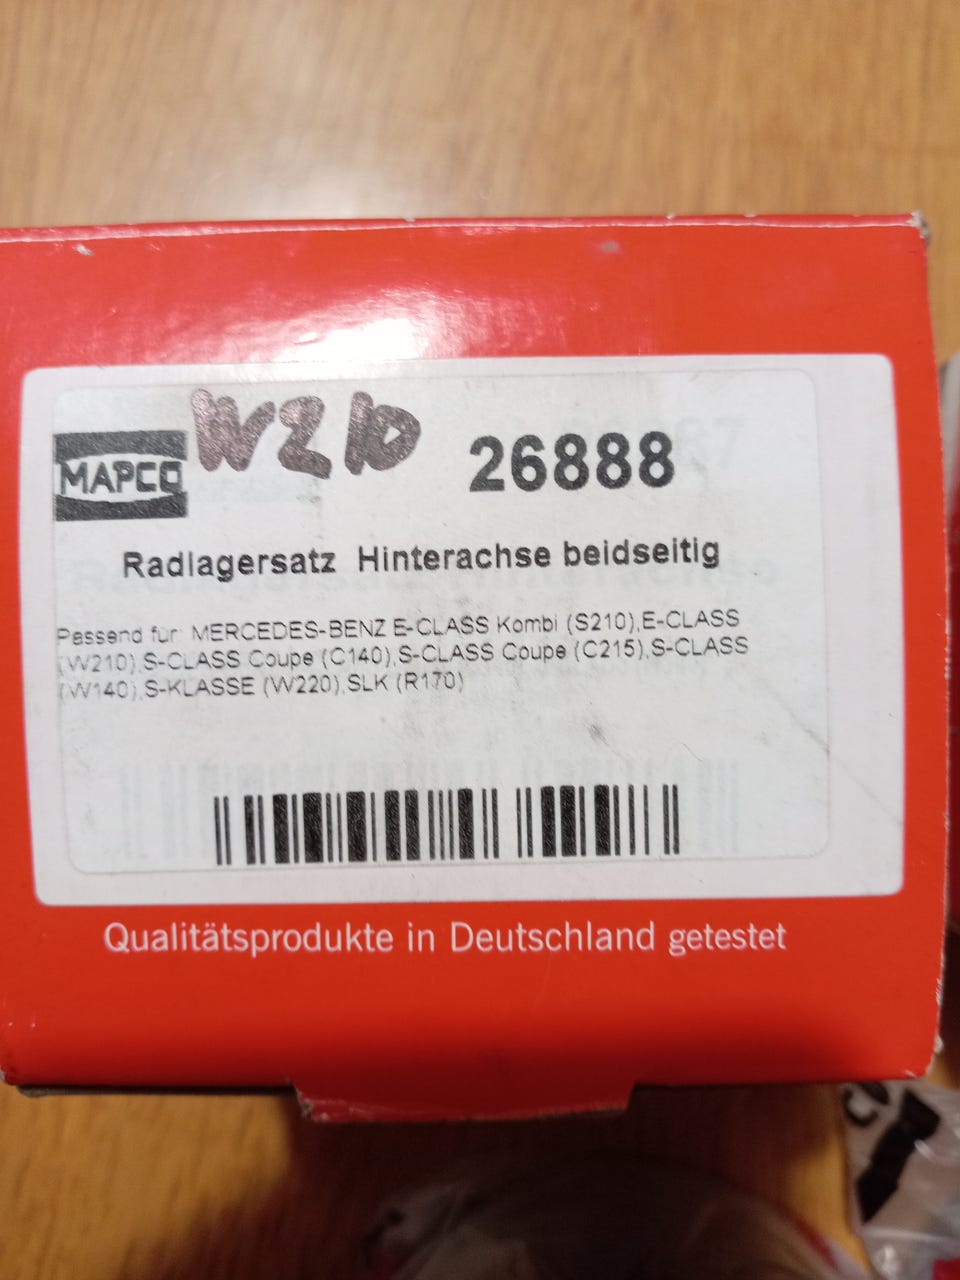 W210
MAPCO
26888
Radlagersatz Hinterachse beidseitig
Passend für: MERCEDES-BENZ E-CLASS Kombi (S210),E-CLASS
(W210),S-CLASS Coupe (C140),S-CLASS Coupe (C215),S-CLASS
(W140),S-KLASSE (W220),SLK (R170)
Qualitätsprodukte in Deutschland getestet